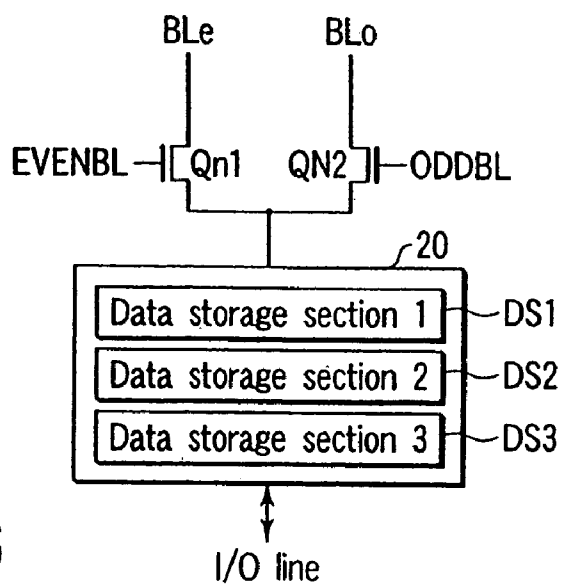 BLe BLo
EVENBL Qn1 QN2 ODDBL
20
Data storage section 1 DS1
Data storage section 2 DS2
Data storage section 3 DS3
I/O line